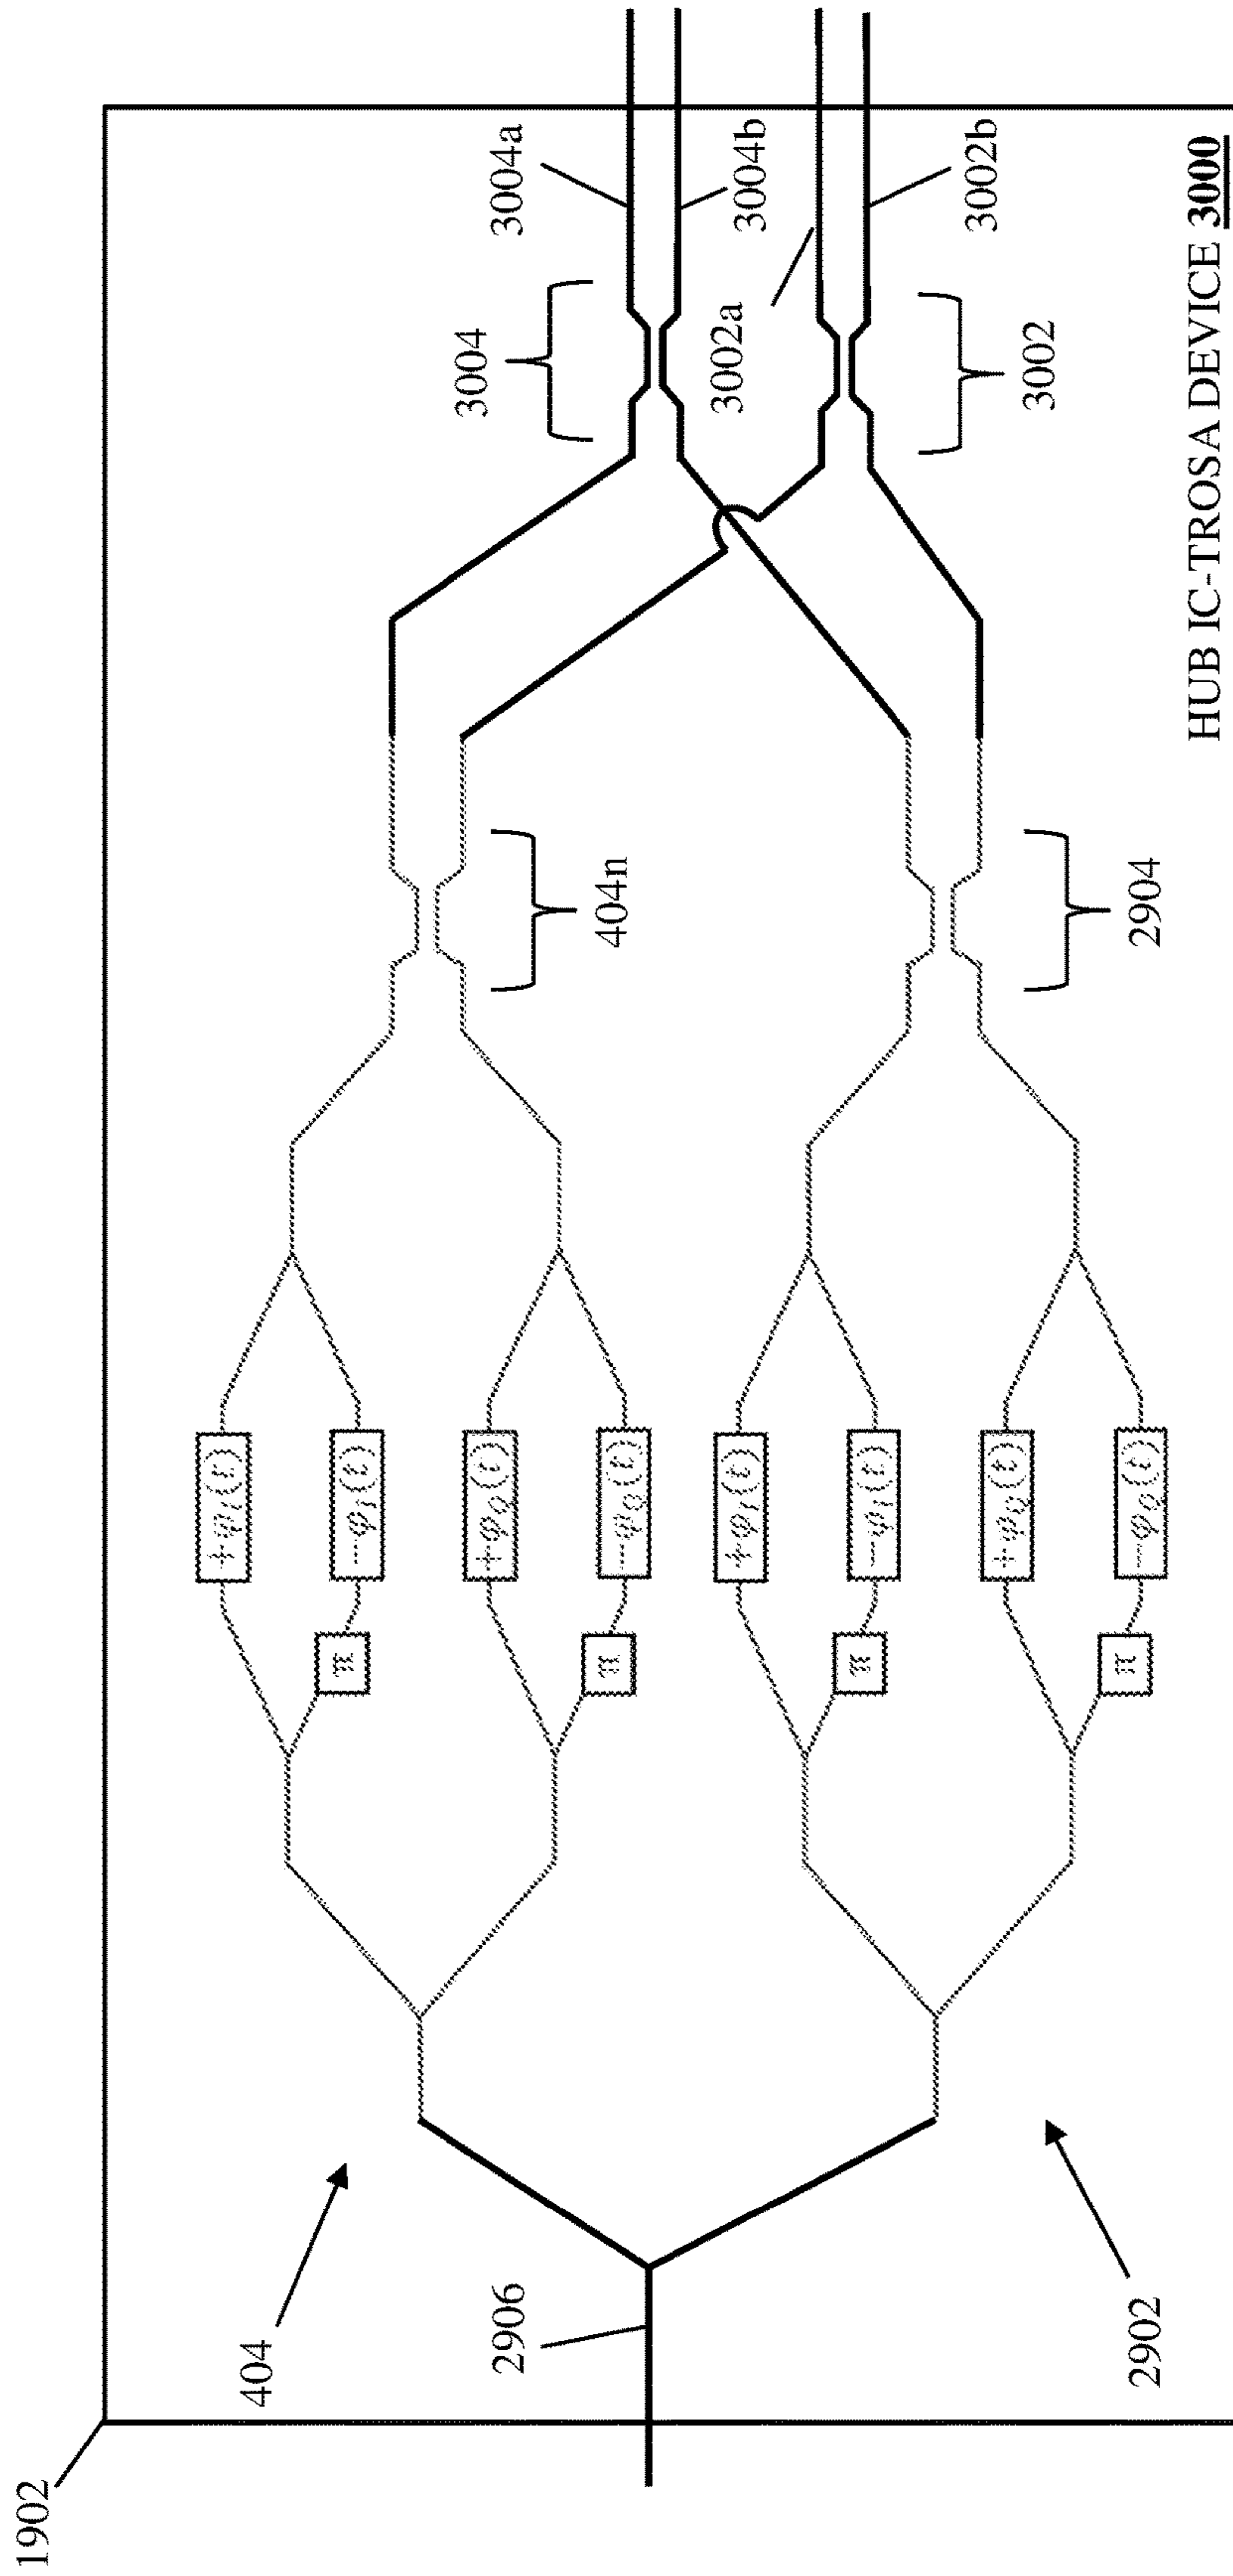 1902
404
2906
2902
π
+φI(t)
−φI(t)
π
+φQ(t)
−φQ(t)
π
+φI(t)
−φI(t)
π
+φQ(t)
−φQ(t)
404n
2904
3004
3004a
3004b
3002a
3002
3002b
HUB IC-TROSA DEVICE 3000